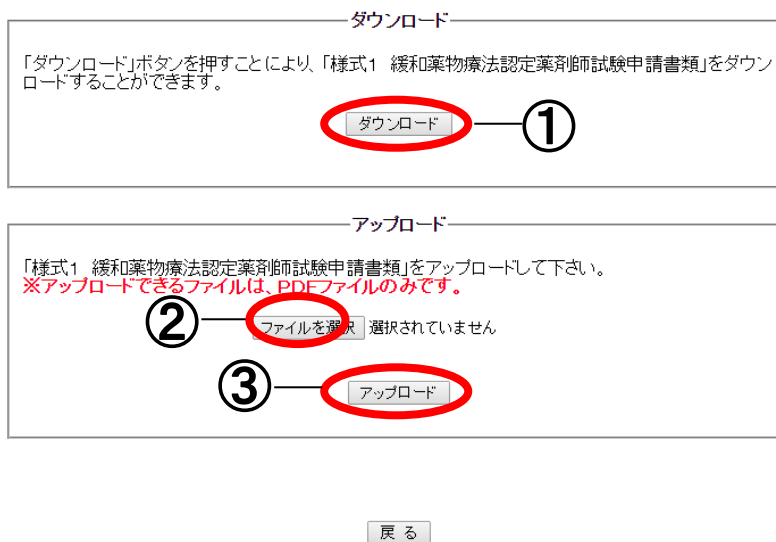 ダウンロード
「ダウンロード」ボタンを押すことにより、「様式1 緩和薬物療法認定薬剤師試験申請書類」をダウン
ロードすることができます。
ダウンロード ①
アップロード
「様式1 緩和薬物療法認定薬剤師試験申請書類」をアップロードして下さい。
※アップロードできるファイルは、PDFファイルのみです。
② ファイルを選択 選択されていません
③ アップロード
戻る